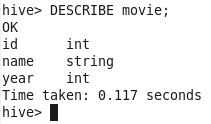 hive> DESCRIBE movie;
OK
id      int
name    string
year    int
Time taken: 0.117 seconds
hive>